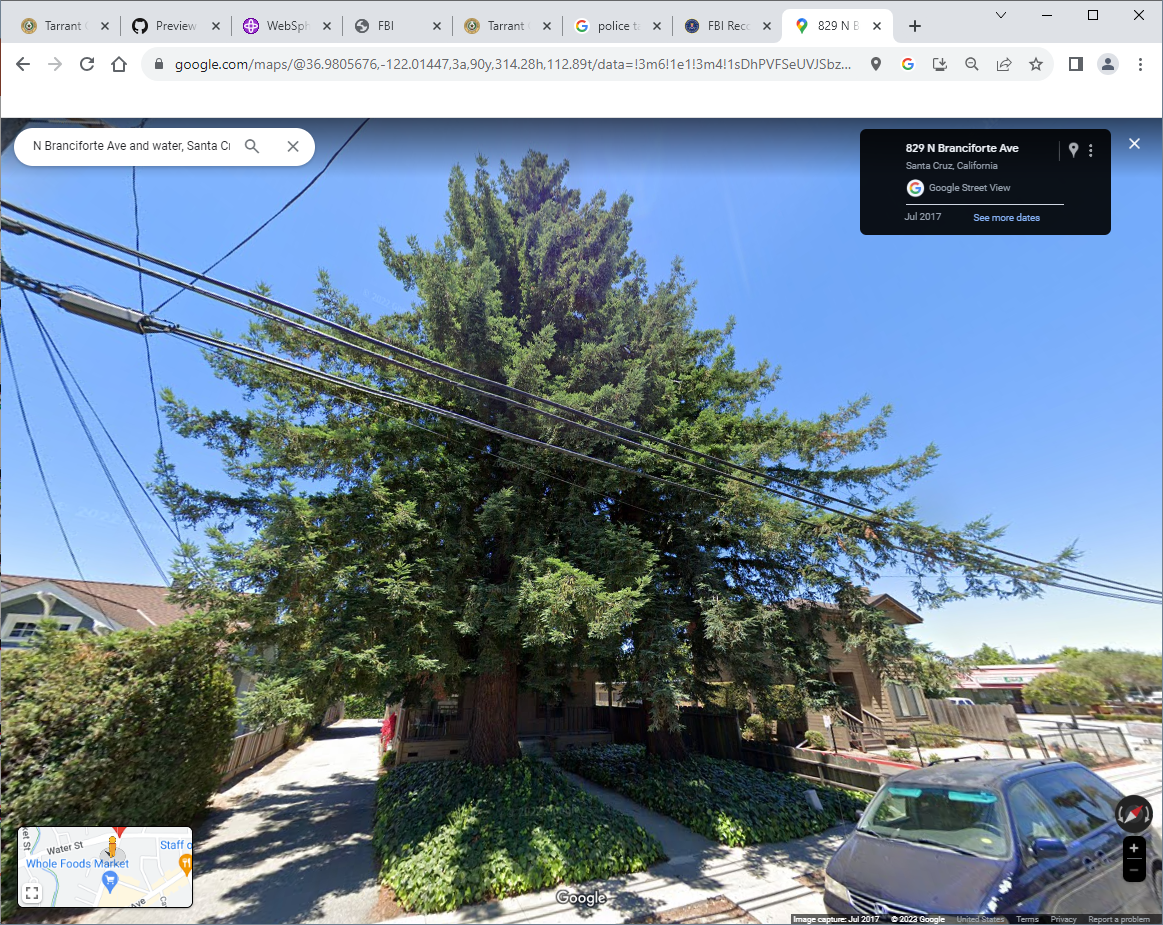 Tarrant
Preview
WebSph
FBI
Tarrant
police ta
FBI Rece
829 N B
google.com/maps/@36.9805676,-122.01447,3a,90y,314.28h,112.89t/data=!3m6!1e1!3m4!1sDhPVFSeUVJSbz...
N Branciforte Ave and water, Santa Cr
829 N Branciforte Ave
Santa Cruz, California
Google Street View
Jul 2017
See more dates
Water St
Staff o
Whole Foods Market
Ave
Google
Image capture: Jul 2017 © 2023 Google United States Terms Privacy Report a problem